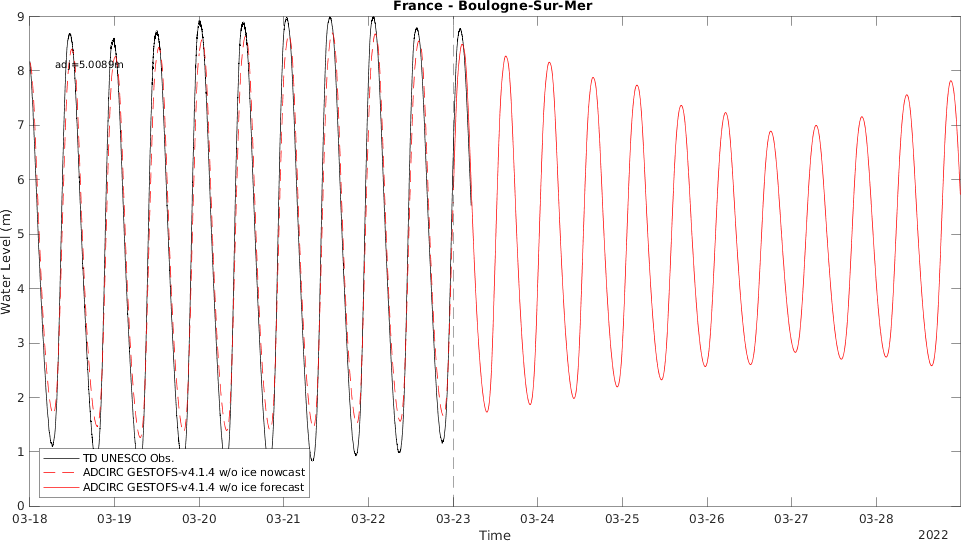 France - Boulogne-Sur-Mer
9
8
adj=5.0089m
7
6
5
4
3
2
1
0
Water Level (m)
TD UNESCO Obs.
ADCIRC GESTOFS-v4.1.4 w/o ice nowcast
ADCIRC GESTOFS-v4.1.4 w/o ice forecast
03-18 03-19 03-20 03-21 03-22 03-23 03-24 03-25 03-26 03-27 03-28
Time
2022